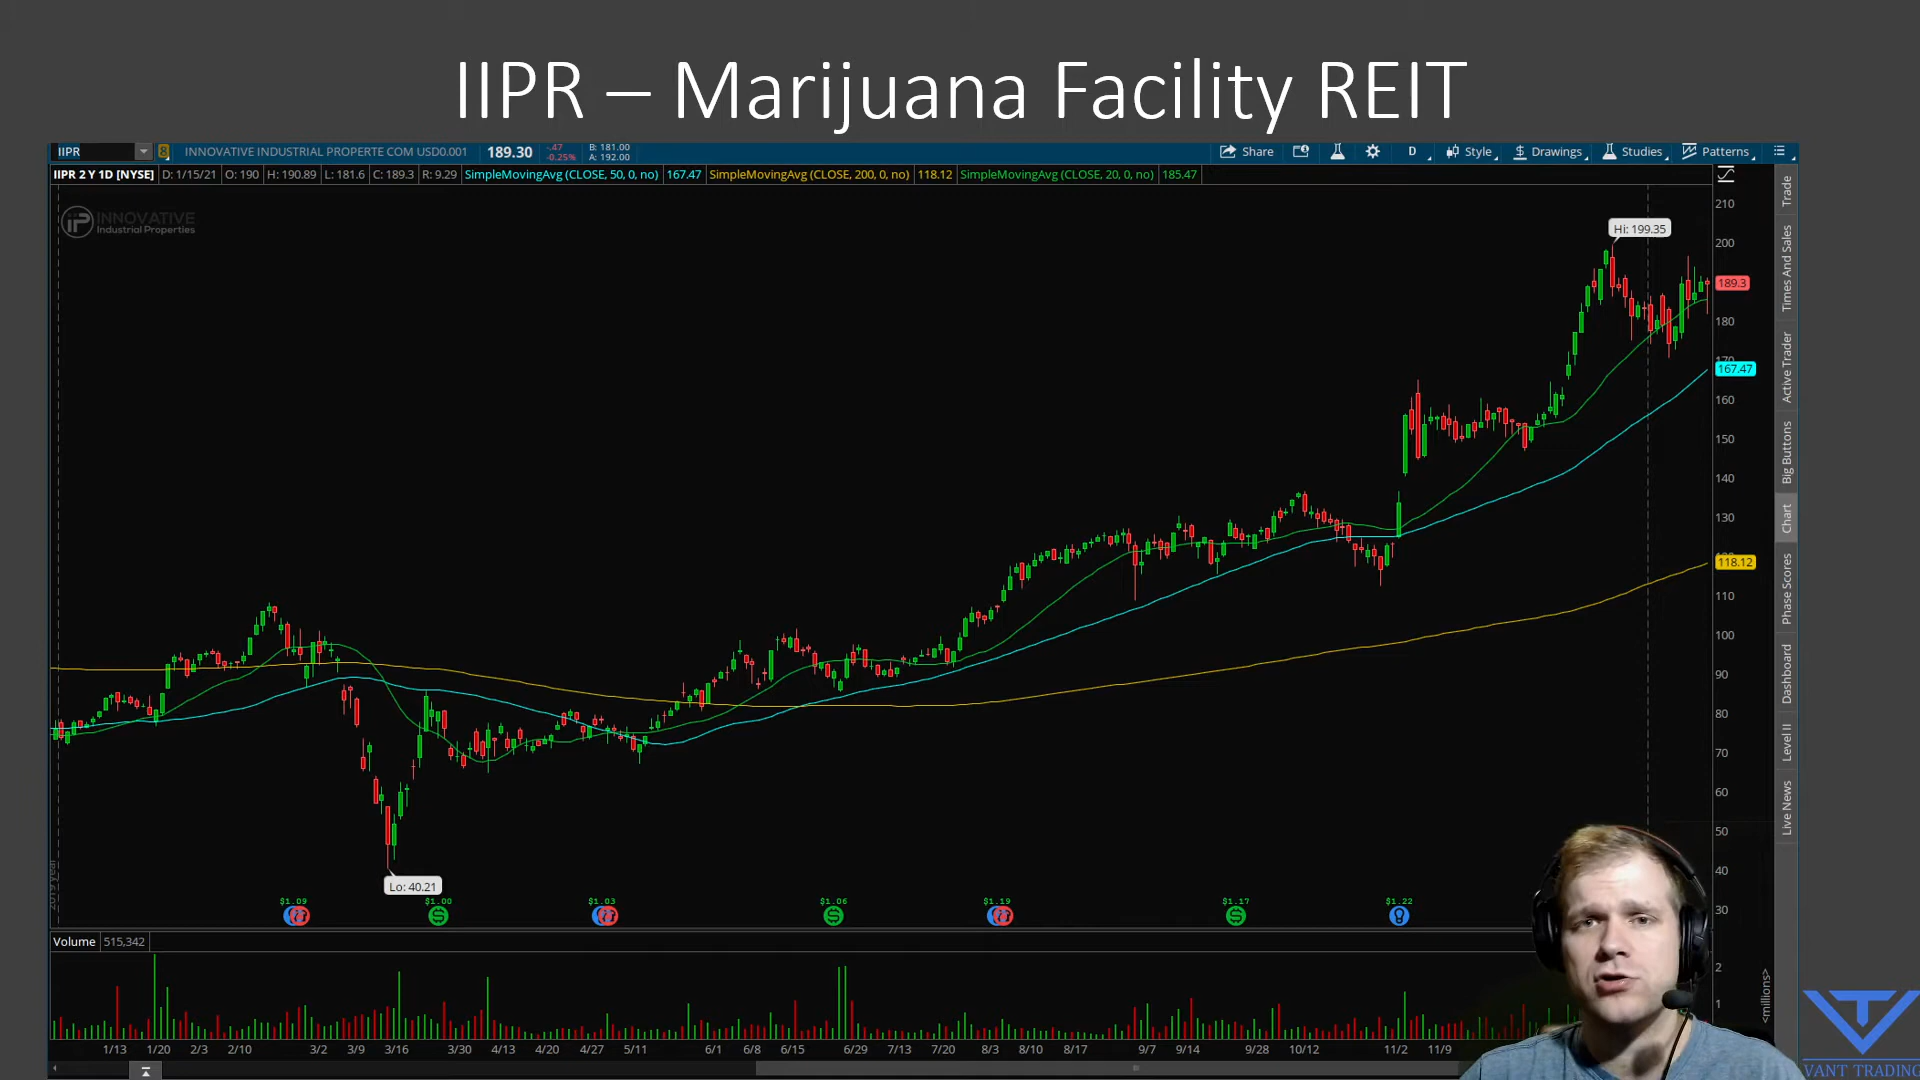 IIPR – Marijuana Facility REIT
IIPR
8
INNOVATIVE INDUSTRIAL PROPERTE COM USD0.001
189.30
-.47
-0.25%
B: 181.00
A: 192.00
Share
D
Style
$ Drawings
Studies
Patterns
IIPR 2 Y 1D [NYSE] D: 1/15/21 O: 190 H: 190.89 L: 181.6 C: 189.3 R: 9.29 SimpleMovingAvg (CLOSE, 50, 0, no) 167.47 SimpleMovingAvg (CLOSE, 200, 0, no) 118.12 SimpleMovingAvg (CLOSE, 20, 0, no) 185.47
INNOVATIVE
Industrial Properties
Hi: 199.35
Lo: 40.21
210
200
189.3
180
170
167.47
160
150
140
130
118.12
110
100
90
80
70
60
50
40
30
Trade
Times And Sales
Active Trader
Big Buttons
Chart
Phase Scores
Dashboard
Level II
Live News
2019 year
$1.09 $1.00 $1.03 $1.06 $1.19 $1.17 $1.22
Volume 515,342
2
1
<millions>
1/13 1/20 2/3 2/10 3/2 3/9 3/16 3/30 4/13 4/20 4/27 5/11 6/1 6/8 6/15 6/29 7/13 7/20 8/3 8/10 8/17 9/7 9/14 9/28 10/12 11/2 11/9
VANT TRADING